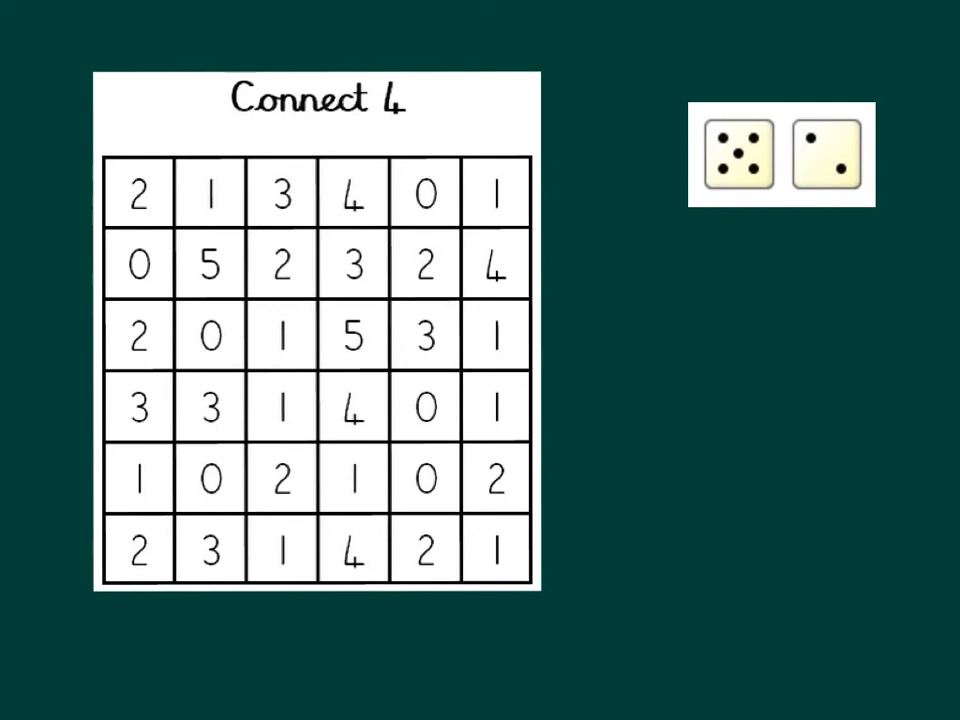 Connect 4
2 1 3 4 0 1
0 5 2 3 2 4
2 0 1 5 3 1
3 3 1 4 0 1
1 0 2 1 0 2
2 3 1 4 2 1